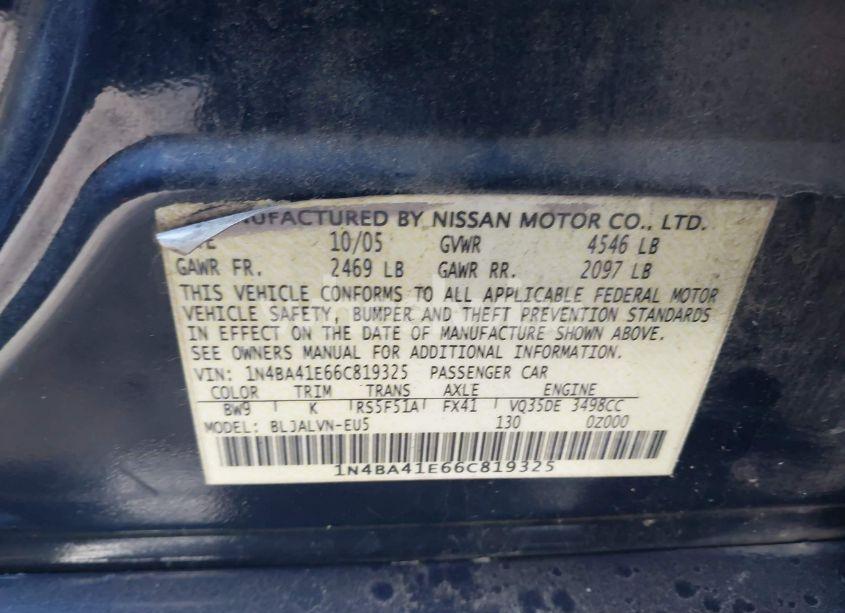 UFACTURED BY NISSAN MOTOR CO., LTD.
10/05 GVWR 4546 LB
GAWR FR. 2469 LB GAWR RR. 2097 LB
THIS VEHICLE CONFORMS TO ALL APPLICABLE FEDERAL MOTOR
VEHICLE SAFETY, BUMPER AND THEFT PREVENTION STANDARDS
IN EFFECT ON THE DATE OF MANUFACTURE SHOWN ABOVE.
SEE OWNERS MANUAL FOR ADDITIONAL INFORMATION.
VIN: 1N4BA41E66C819325 PASSENGER CAR
COLOR TRIM TRANS AXLE ENGINE
BW9 K RS5F51A FX41 VQ35DE 3498CC
MODEL: BLJALVN-EU5 130 0Z000
1N4BA41E66C819325